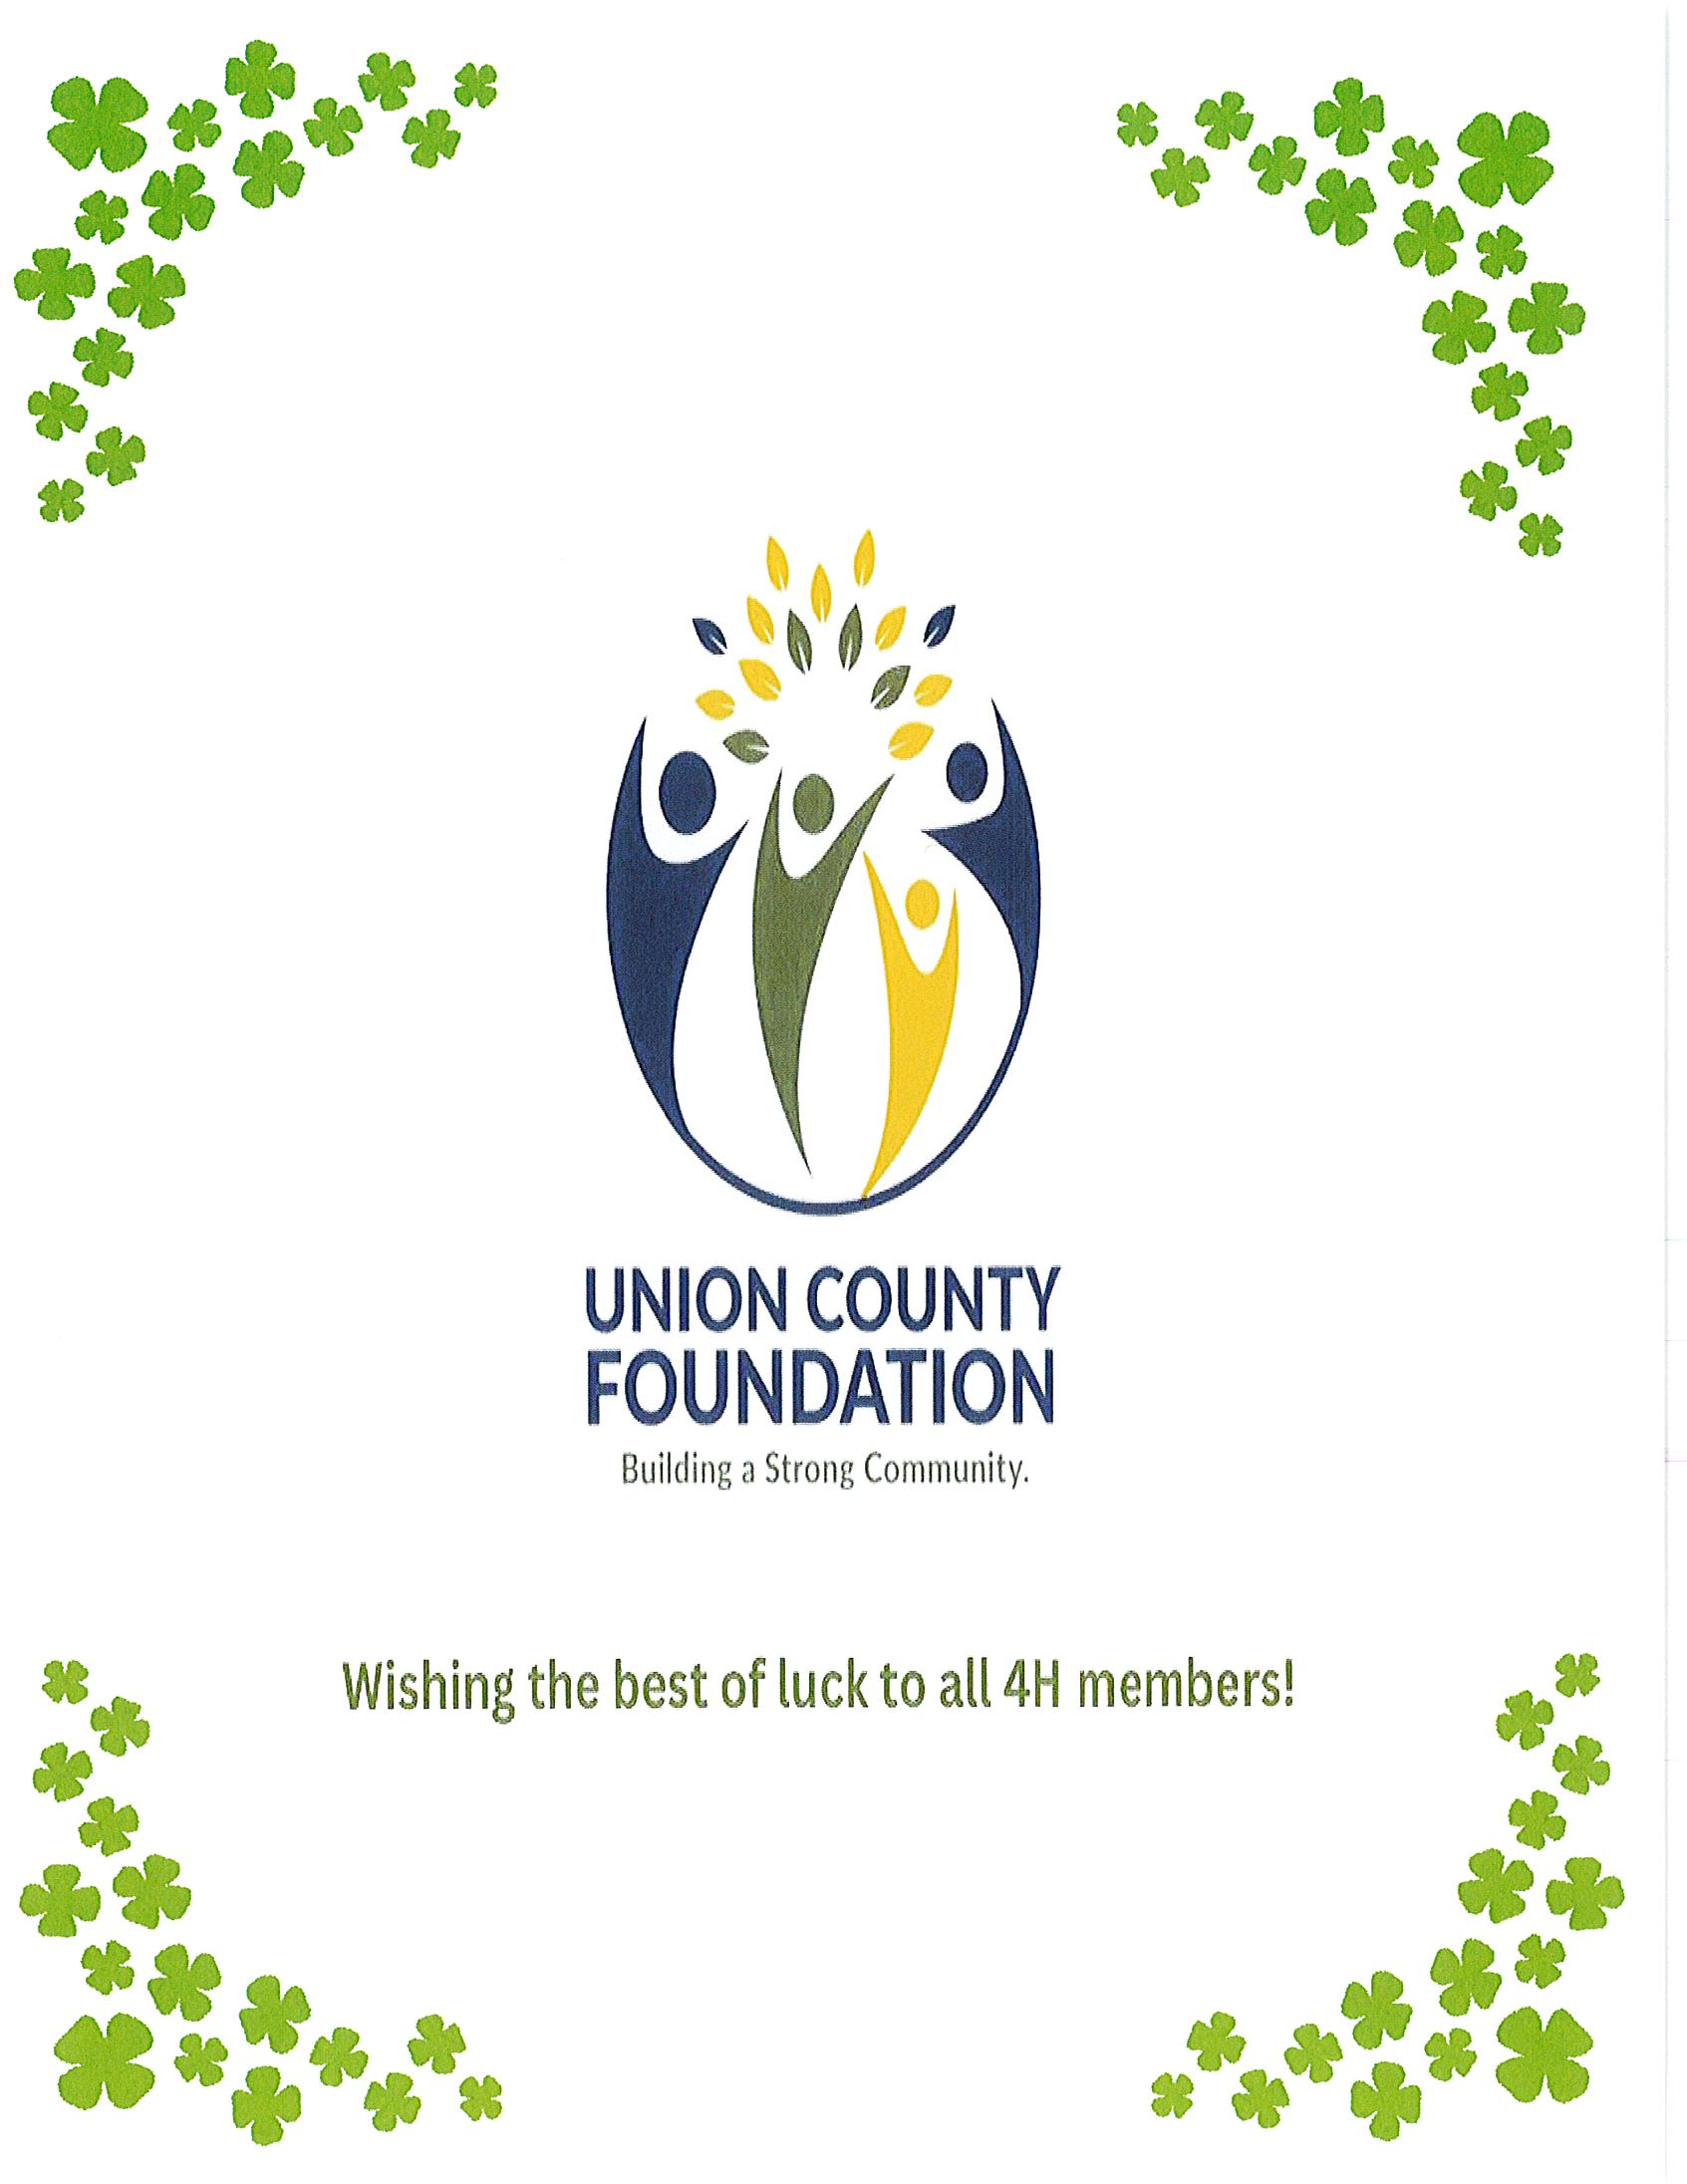 UNION COUNTY
FOUNDATION
Building a Strong Community.
Wishing the best of luck to all 4H members!